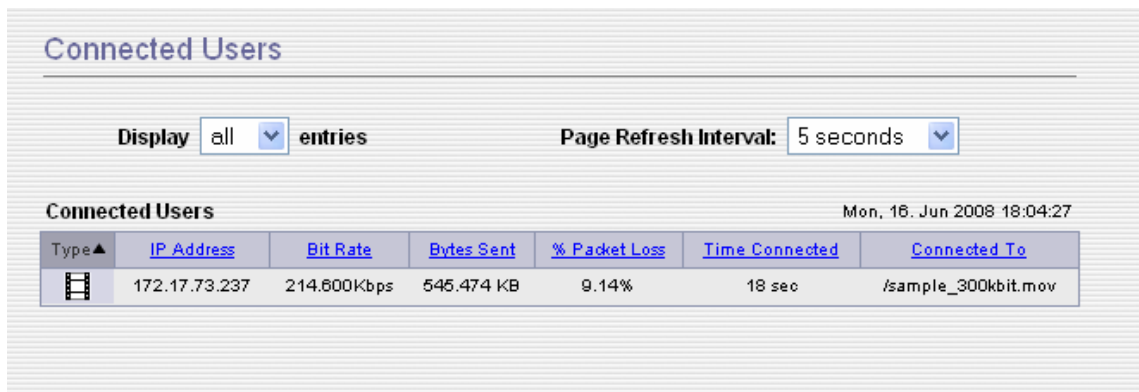 Connected Users
Display all entries Page Refresh Interval: 5 seconds
Connected Users Mon, 16. Jun 2008 18:04:27
Type▲ IP Address Bit Rate Bytes Sent % Packet Loss Time Connected Connected To
172.17.73.237 214.600Kbps 545.474 KB 9.14% 18 sec /sample_300kbit.mov